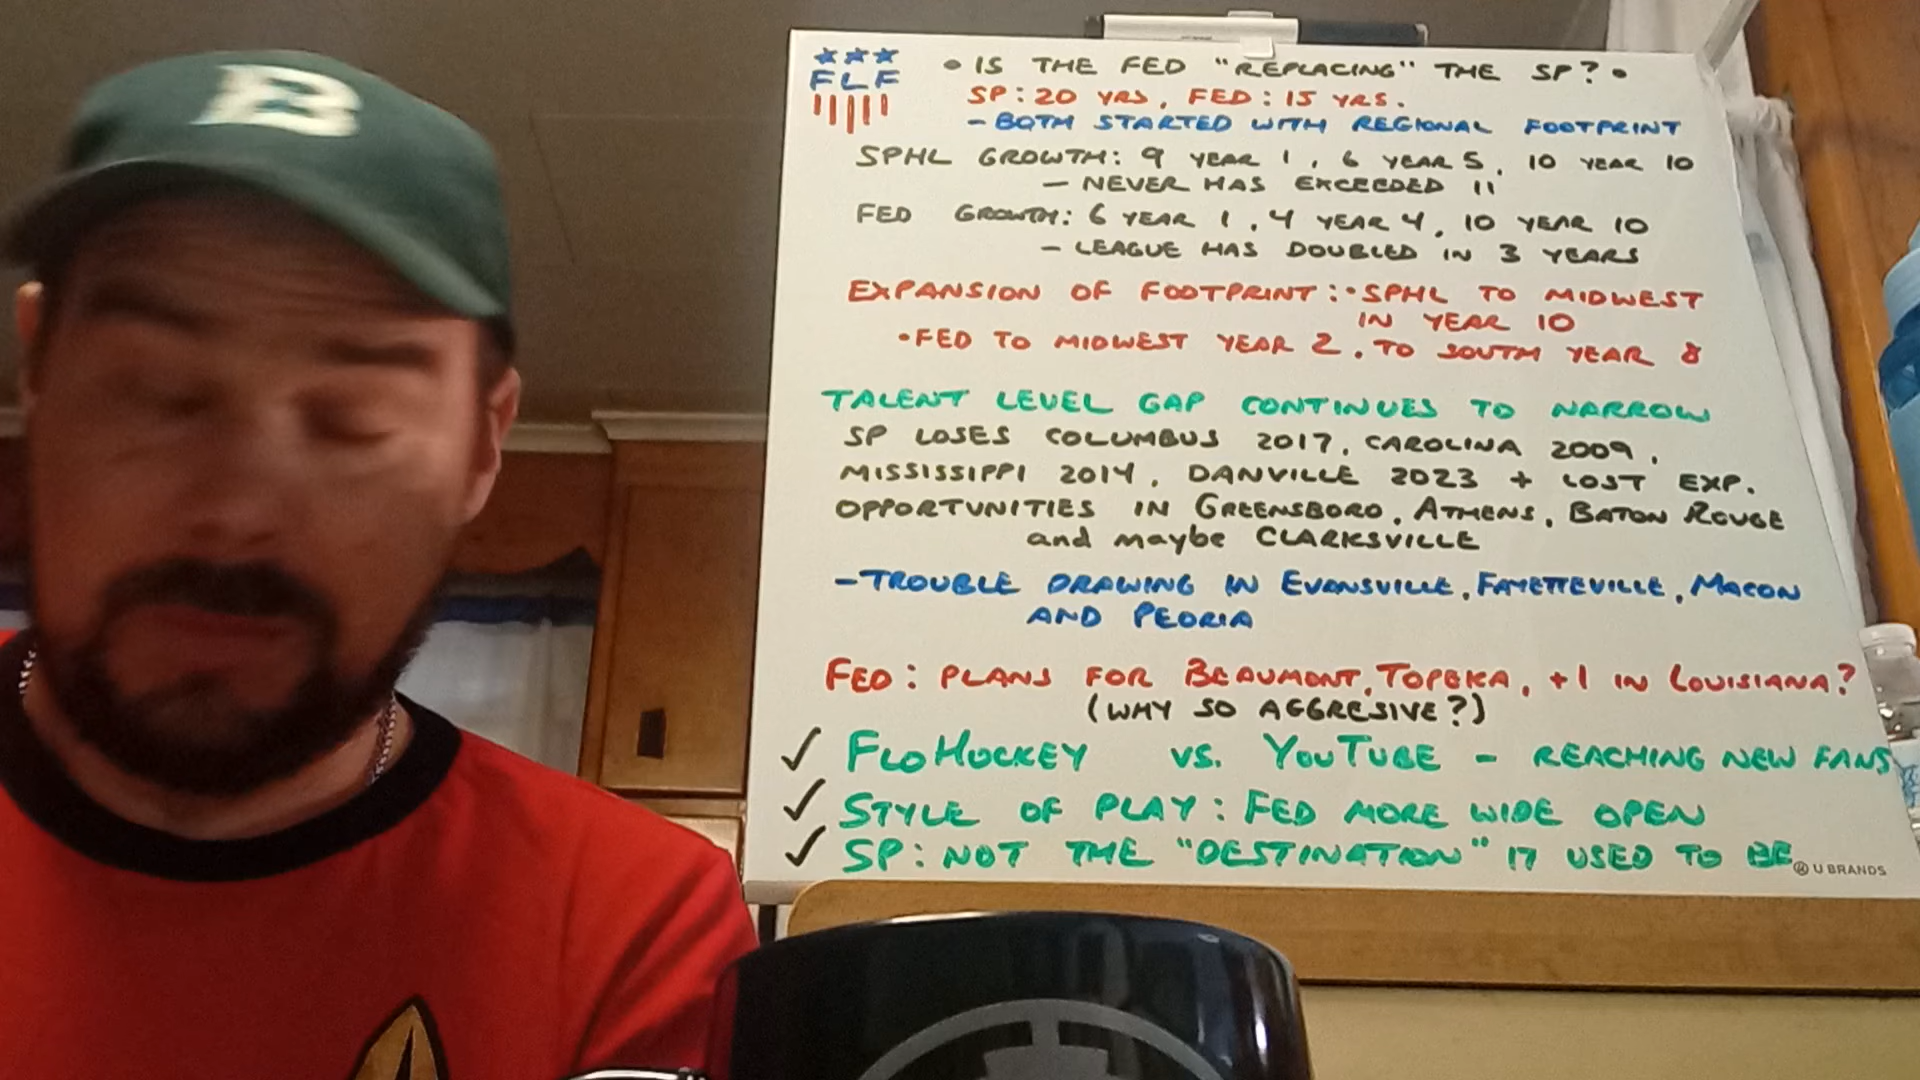 B
FLF
• IS THE FED "REPLACING" THE SP? •
SP: 20 YRS, FED: 15 YRS.
- BOTH STARTED WITH REGIONAL FOOTPRINT
SPHL GROWTH: 9 YEAR 1, 6 YEAR 5, 10 YEAR 10
- NEVER HAS EXCEEDED 11
FED GROWTH: 6 YEAR 1, 4 YEAR 4, 10 YEAR 10
- LEAGUE HAS DOUBLED IN 3 YEARS
EXPANSION OF FOOTPRINT: • SPHL TO MIDWEST
IN YEAR 10
• FED TO MIDWEST YEAR 2, TO SOUTH YEAR 8
TALENT LEVEL GAP CONTINUES TO NARROW
SP LOSES COLUMBUS 2017, CAROLINA 2009,
MISSISSIPPI 2014, DANVILLE 2023 + LOST EXP.
OPPORTUNITIES IN GREENSBORO, ATHENS, BATON ROUGE
and maybe CLARKSVILLE
- TROUBLE DRAWING IN EVANSVILLE, FAYETTEVILLE, MACON
AND PEORIA
FED: PLANS FOR BEAUMONT, TOPEKA, +1 IN LOUISIANA?
(WHY SO AGGRESIVE?)
✓ FLOHOCKEY VS. YOUTUBE - REACHING NEW FANS
✓ STYLE OF PLAY: FED MORE WIDE OPEN
✓ SP: NOT THE "DESTINATION" IT USED TO BE
U BRANDS